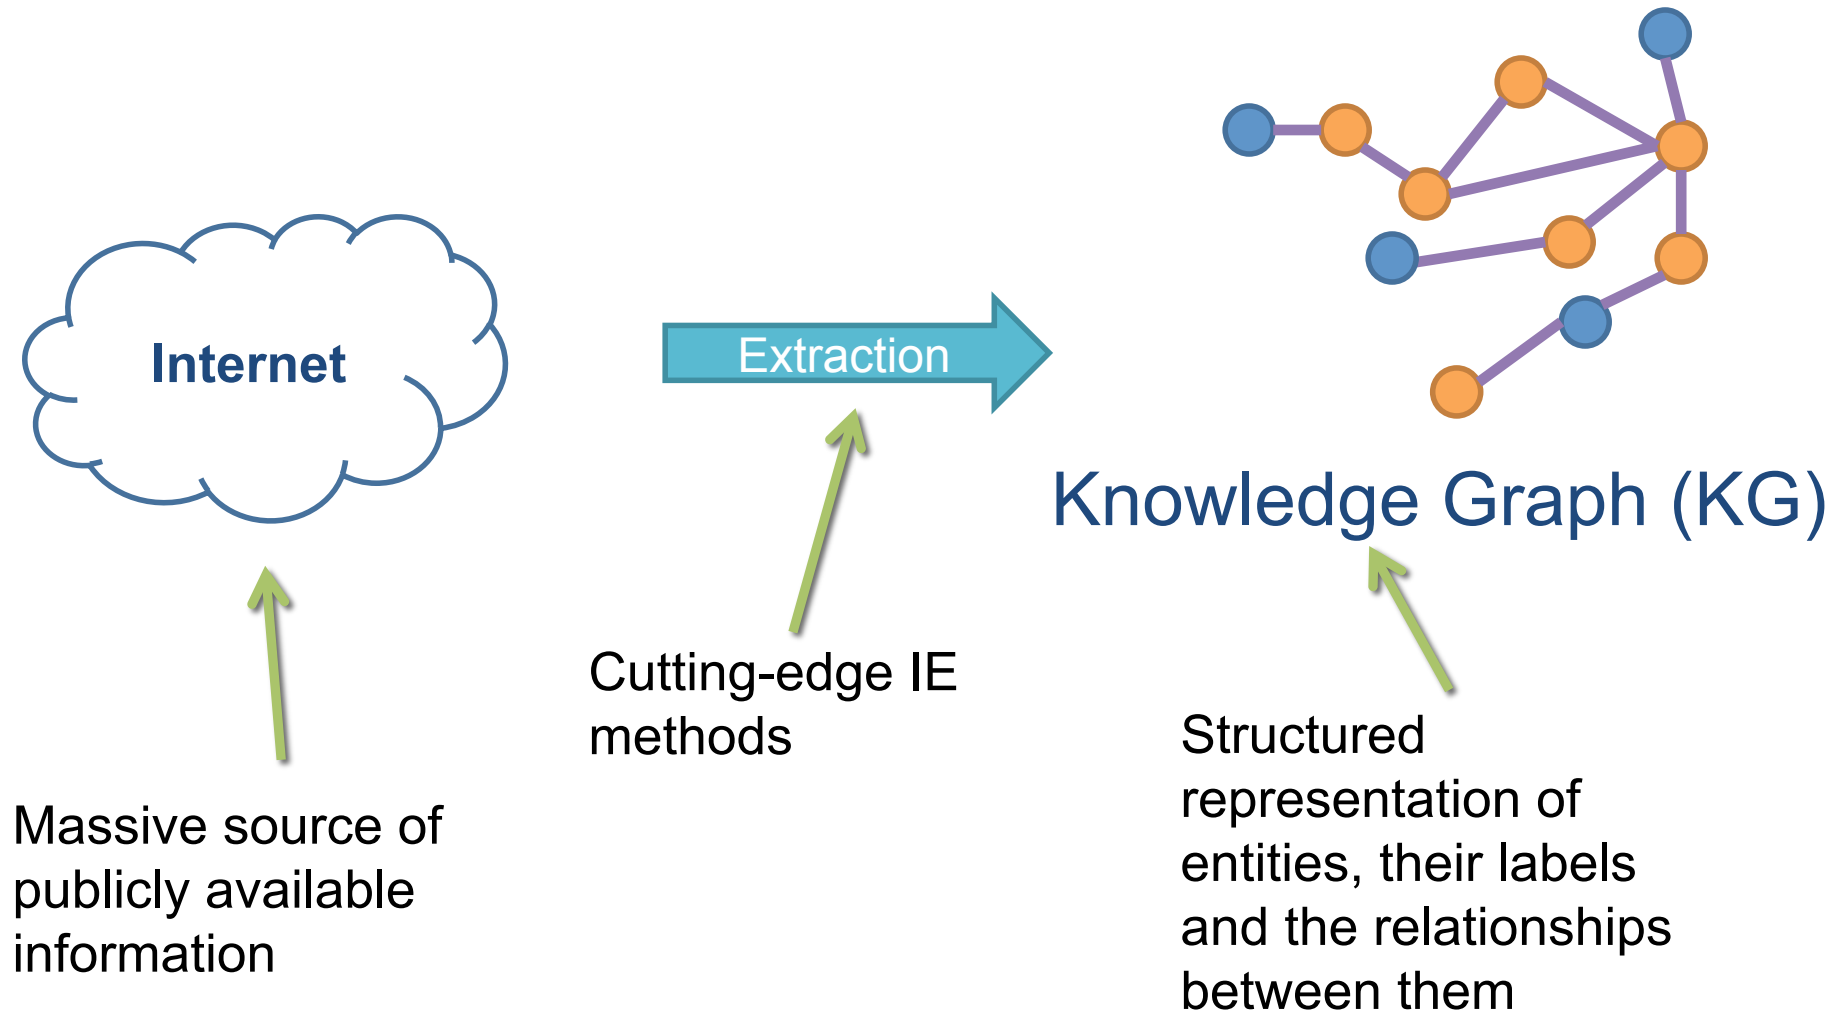 Internet
Extraction
Knowledge Graph (KG)
Cutting-edge IE
methods
Massive source of
publicly available
information
Structured
representation of
entities, their labels
and the relationships
between them